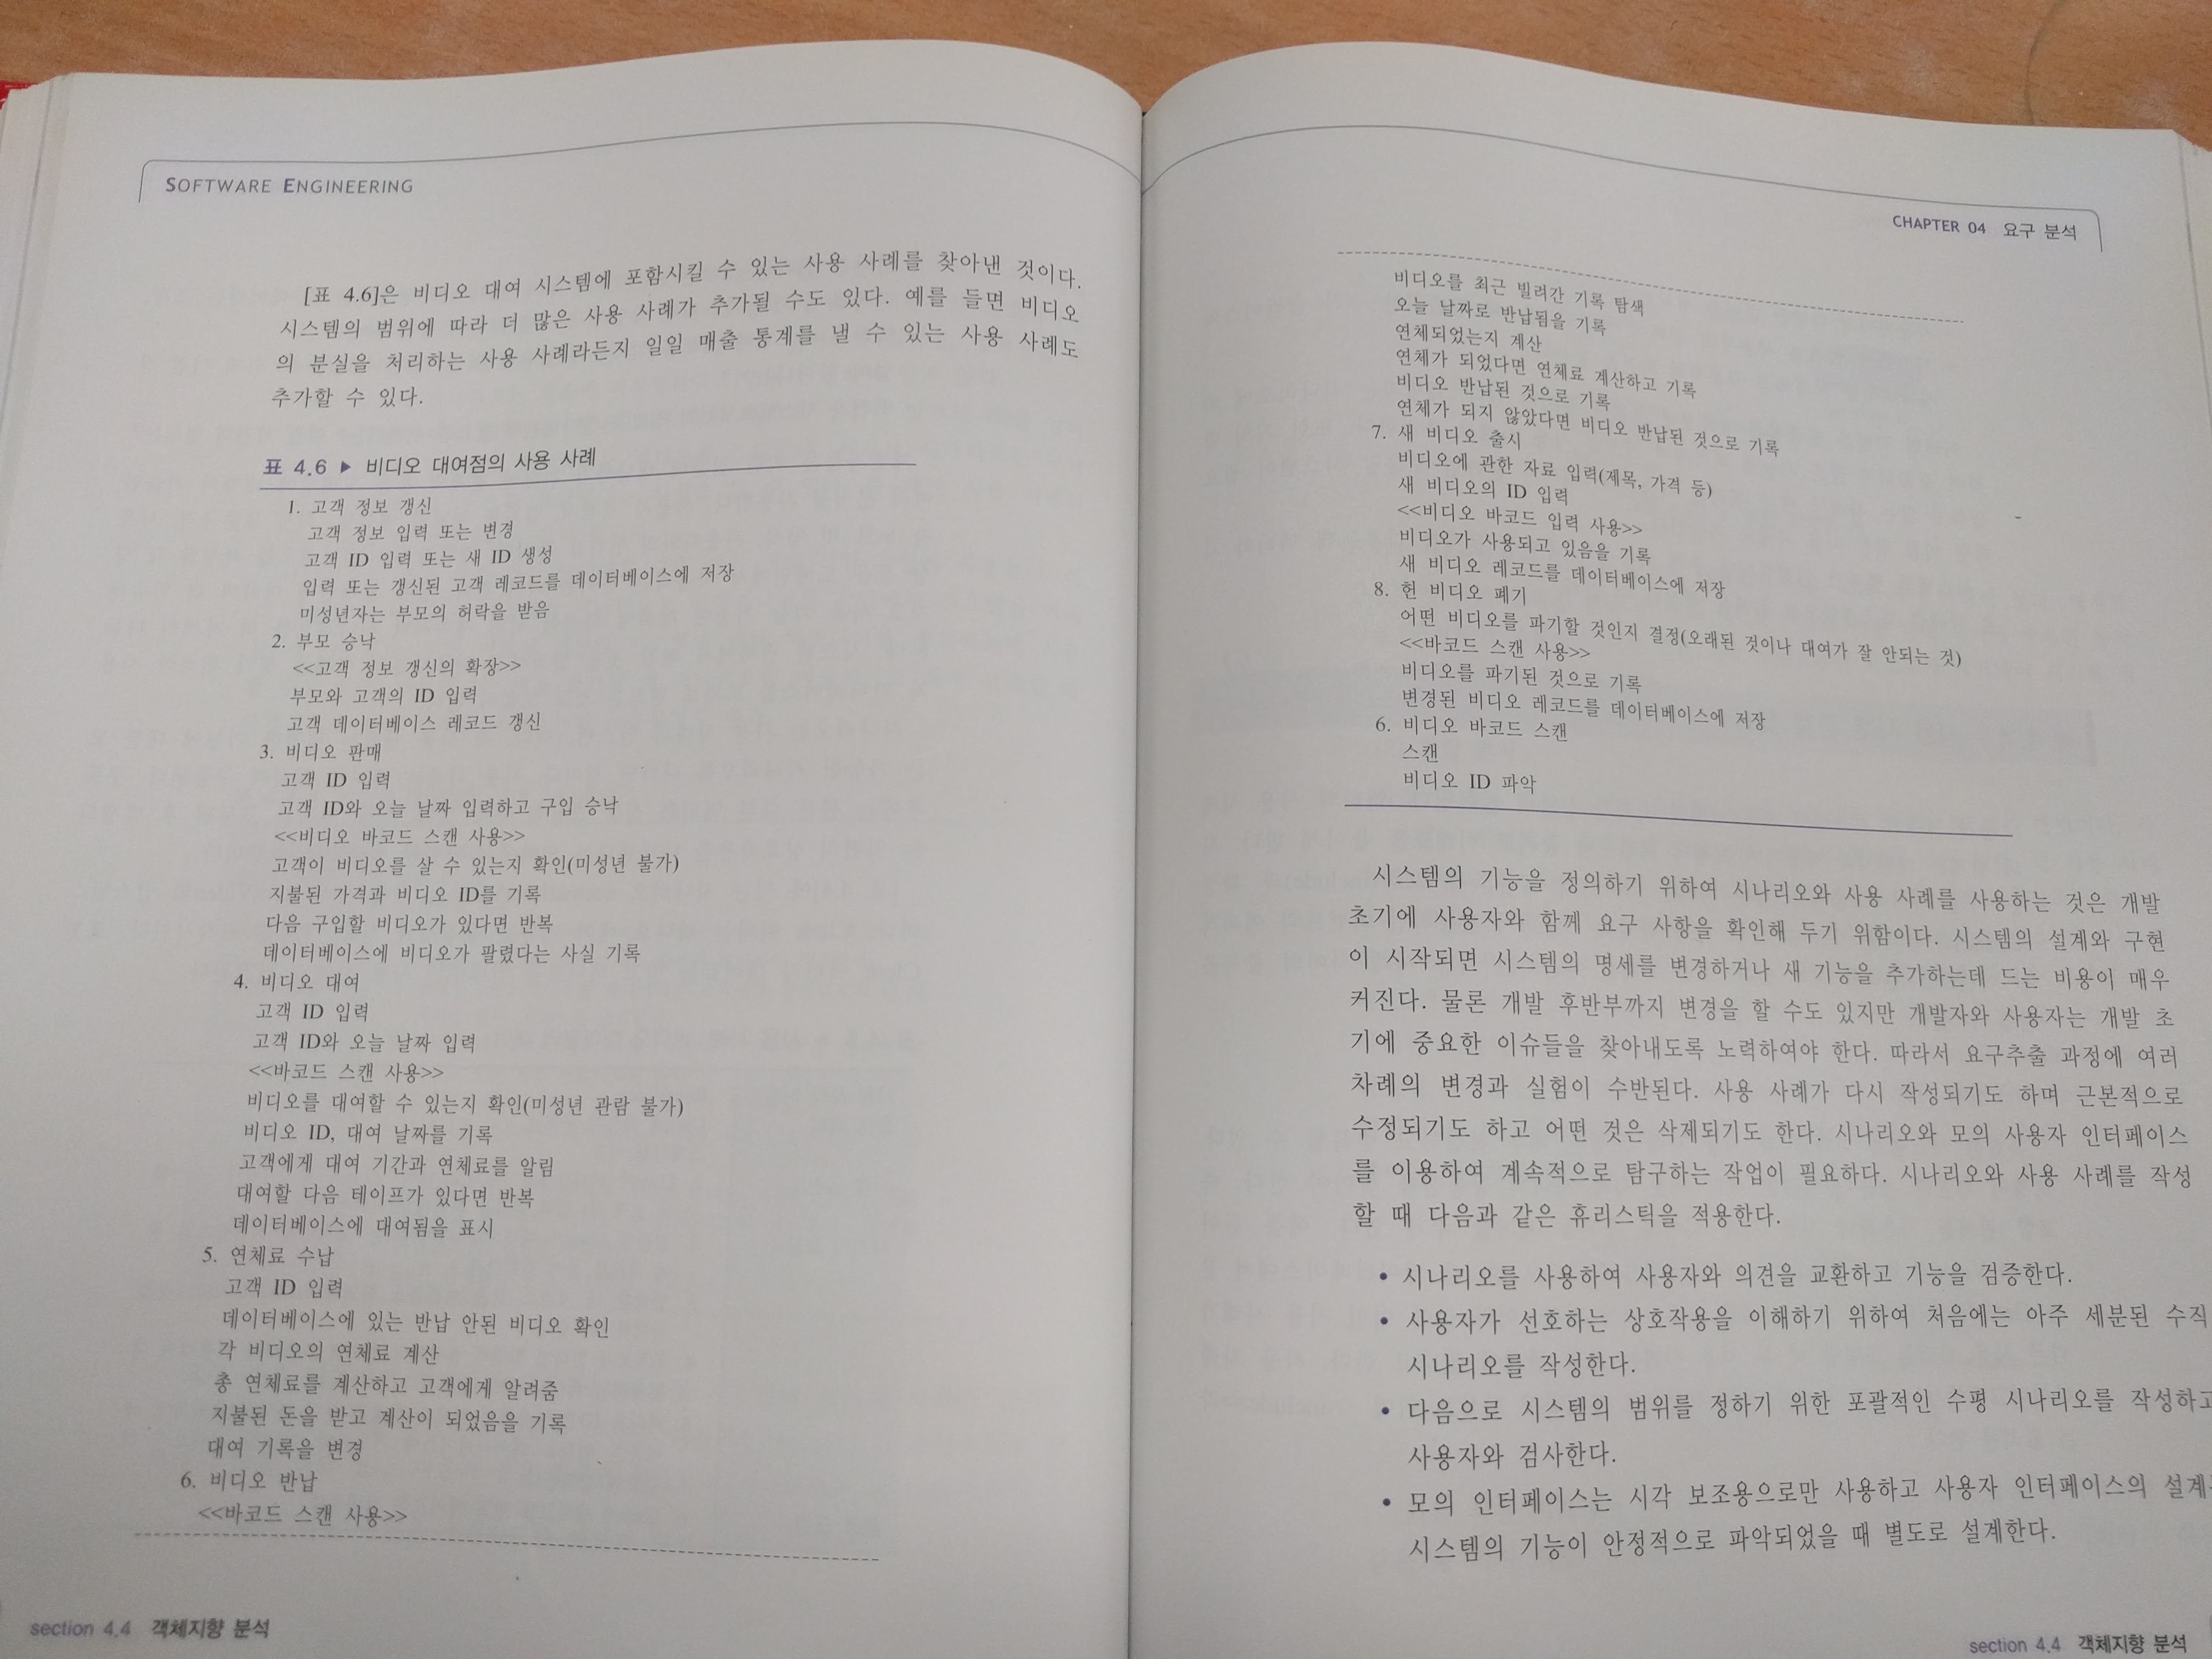 SOFTWARE ENGINEERING
[표 4.6]은 비디오 대여 시스템에 포함시킬 수 있는 사용 사례를 찾아낸 것이다.
시스템의 범위에 따라 더 많은 사용 사례가 추가될 수도 있다. 예를 들면 비디오
의 분실을 처리하는 사용 사례라든지 일일 매출 통계를 낼 수 있는 사용 사례도
추가할 수 있다.
표 4.6 ▶ 비디오 대여점의 사용 사례
1. 고객 정보 갱신
고객 정보 입력 또는 변경
고객 ID 입력 또는 새 ID 생성
입력 또는 갱신된 고객 레코드를 데이터베이스에 저장
미성년자는 부모의 허락을 받음
2. 부모 승낙
<<고객 정보 갱신의 확장>>
부모와 고객의 ID 입력
고객 데이터베이스 레코드 갱신
3. 비디오 판매
고객 ID 입력
고객 ID와 오늘 날짜 입력하고 구입 승낙
<<비디오 바코드 스캔 사용>>
고객이 비디오를 살 수 있는지 확인(미성년 불가)
지불된 가격과 비디오 ID를 기록
다음 구입할 비디오가 있다면 반복
데이터베이스에 비디오가 팔렸다는 사실 기록
4. 비디오 대여
고객 ID 입력
고객 ID와 오늘 날짜 입력
<<바코드 스캔 사용>>
비디오를 대여할 수 있는지 확인(미성년 관람 불가)
비디오 ID, 대여 날짜를 기록
고객에게 대여 기간과 연체료를 알림
대여할 다음 테이프가 있다면 반복
데이터베이스에 대여됨을 표시
5. 연체료 수납
고객 ID 입력
데이터베이스에 있는 반납 안된 비디오 확인
각 비디오의 연체료 계산
총 연체료를 계산하고 고객에게 알려줌
지불된 돈을 받고 계산이 되었음을 기록
대여 기록을 변경
6. 비디오 반납
<<바코드 스캔 사용>>
section 4.4 객체지향 분석
CHAPTER 04 요구 분석
비디오를 최근 빌려간 기록 탐색
오늘 날짜로 반납됨을 기록
연체되었는지 계산
연체가 되었다면 연체료 계산하고 기록
비디오 반납된 것으로 기록
연체가 되지 않았다면 비디오 반납된 것으로 기록
7. 새 비디오 출시
비디오에 관한 자료 입력(제목, 가격 등)
새 비디오의 ID 입력
<<비디오 바코드 입력 사용>>
비디오가 사용되고 있음을 기록
새 비디오 레코드를 데이터베이스에 저장
8. 헌 비디오 폐기
어떤 비디오를 파기할 것인지 결정(오래된 것이나 대여가 잘 안되는 것)
<<바코드 스캔 사용>>
비디오를 파기된 것으로 기록
변경된 비디오 레코드를 데이터베이스에 저장
6. 비디오 바코드 스캔
스캔
비디오 ID 파악
시스템의 기능을 정의하기 위하여 시나리오와 사용 사례를 사용하는 것은 개발
초기에 사용자와 함께 요구 사항을 확인해 두기 위함이다. 시스템의 설계와 구현
이 시작되면 시스템의 명세를 변경하거나 새 기능을 추가하는데 드는 비용이 매우
커진다. 물론 개발 후반부까지 변경을 할 수도 있지만 개발자와 사용자는 개발 초
기에 중요한 이슈들을 찾아내도록 노력하여야 한다. 따라서 요구추출 과정에 여러
차례의 변경과 실험이 수반된다. 사용 사례가 다시 작성되기도 하며 근본적으로
수정되기도 하고 어떤 것은 삭제되기도 한다. 시나리오와 모의 사용자 인터페이스
를 이용하여 계속적으로 탐구하는 작업이 필요하다. 시나리오와 사용 사례를 작성
할 때 다음과 같은 휴리스틱을 적용한다.
• 시나리오를 사용하여 사용자와 의견을 교환하고 기능을 검증한다.
• 사용자가 선호하는 상호작용을 이해하기 위하여 처음에는 아주 세분된 수직
시나리오를 작성한다.
• 다음으로 시스템의 범위를 정하기 위한 포괄적인 수평 시나리오를 작성하고
사용자와 검사한다.
• 모의 인터페이스는 시각 보조용으로만 사용하고 사용자 인터페이스의 설계
시스템의 기능이 안정적으로 파악되었을 때 별도로 설계한다.
section 4.4 객체지향 분석